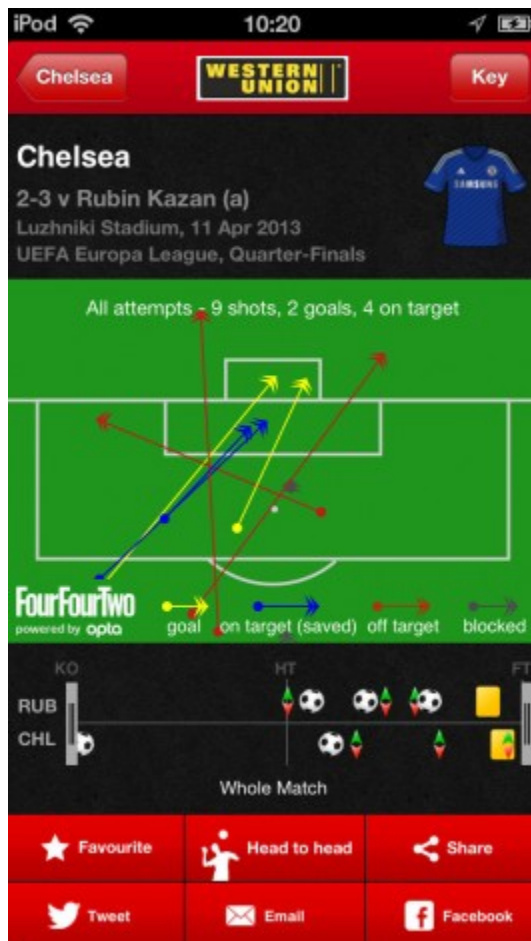 iPod 10:20
Chelsea
WESTERN UNION
Key
Chelsea
2-3 v Rubin Kazan (a)
Luzhniki Stadium, 11 Apr 2013
UEFA Europa League, Quarter-Finals
SAMSUNG
All attempts - 9 shots, 2 goals, 4 on target
FourFourTwo
powered by opta
goal on target (saved) off target blocked
KO HT FT
RUB
CHL
Whole Match
Favourite Head to head Share
Tweet Email Facebook